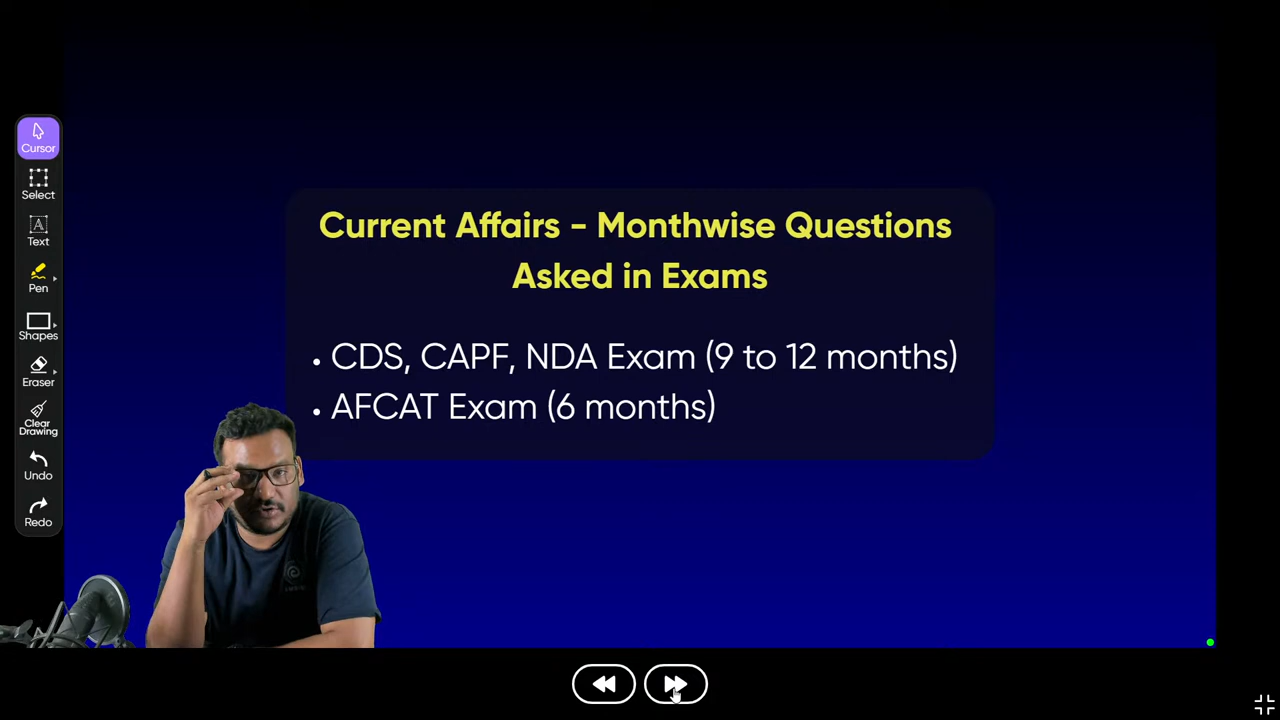 Current Affairs - Monthwise Questions
Asked in Exams
• CDS, CAPF, NDA Exam (9 to 12 months)
• AFCAT Exam (6 months)
Cursor
Select
Text
Pen
Shapes
Eraser
Clear
Drawing
Undo
Redo